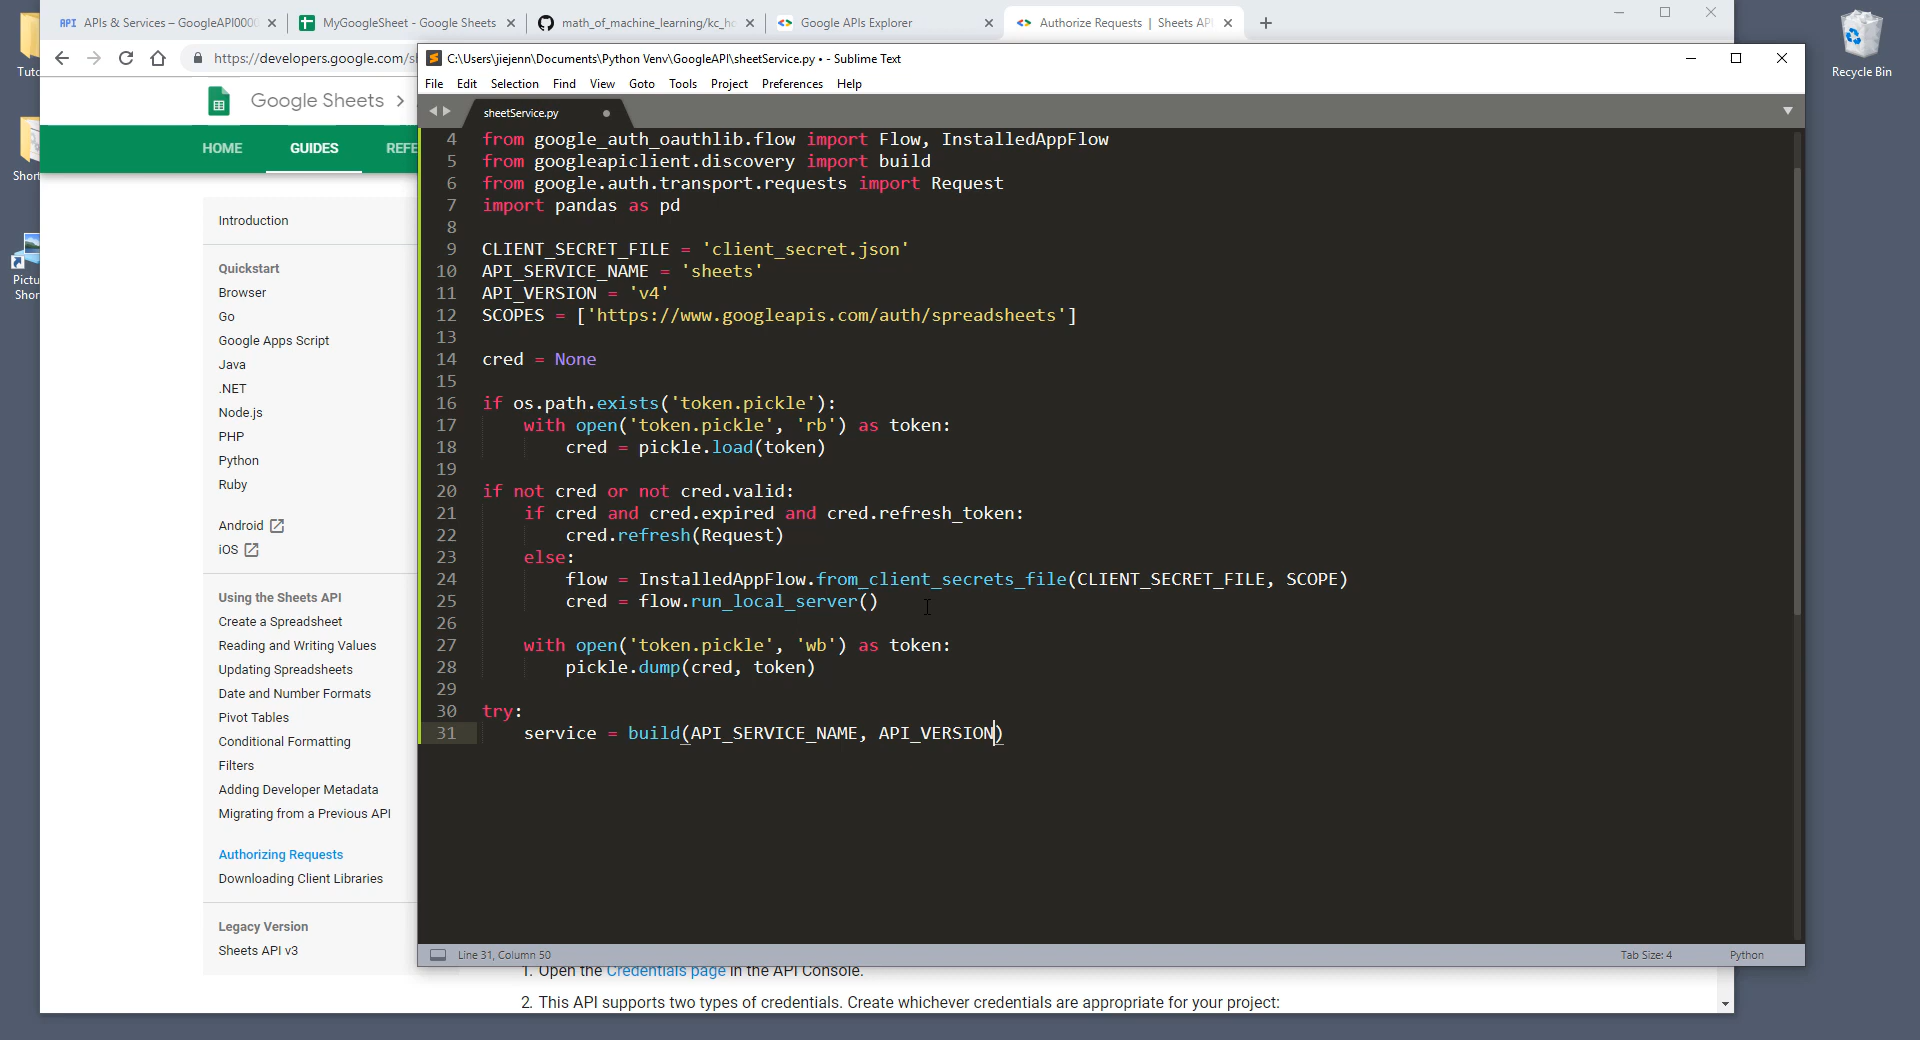 APIs & Services – GoogleAPI000
MyGoogleSheet - Google Sheets
math_of_machine_learning/kc_ho
Google APIs Explorer
Authorize Requests | Sheets API
https://developers.google.com/sh
Recycle Bin
Google Sheets
HOME
GUIDES
REFE
Introduction
Quickstart
Browser
Go
Google Apps Script
Java
.NET
Node.js
PHP
Python
Ruby
Android
iOS
Using the Sheets API
Create a Spreadsheet
Reading and Writing Values
Updating Spreadsheets
Date and Number Formats
Pivot Tables
Conditional Formatting
Filters
Adding Developer Metadata
Migrating from a Previous API
Authorizing Requests
Downloading Client Libraries
Legacy Version
Sheets API v3
C:\Users\jiejenn\Documents\Python Venv\GoogleAPI\sheetService.py • - Sublime Text
File Edit Selection Find View Goto Tools Project Preferences Help
sheetService.py
4 from google_auth_oauthlib.flow import Flow, InstalledAppFlow
5 from googleapiclient.discovery import build
6 from google.auth.transport.requests import Request
7 import pandas as pd
8
9 CLIENT_SECRET_FILE = 'client_secret.json'
10 API_SERVICE_NAME = 'sheets'
11 API_VERSION = 'v4'
12 SCOPES = ['https://www.googleapis.com/auth/spreadsheets']
13
14 cred = None
15
16 if os.path.exists('token.pickle'):
17 with open('token.pickle', 'rb') as token:
18 cred = pickle.load(token)
19
20 if not cred or not cred.valid:
21 if cred and cred.expired and cred.refresh_token:
22 cred.refresh(Request)
23 else:
24 flow = InstalledAppFlow.from_client_secrets_file(CLIENT_SECRET_FILE, SCOPE)
25 cred = flow.run_local_server()
26
27 with open('token.pickle', 'wb') as token:
28 pickle.dump(cred, token)
29
30 try:
31 service = build(API_SERVICE_NAME, API_VERSION)
Line 31, Column 50
Tab Size: 4
Python
1. Open the Credentials page in the API Console.
2. This API supports two types of credentials. Create whichever credentials are appropriate for your project:
Tuto
Short
Pictu
Shor